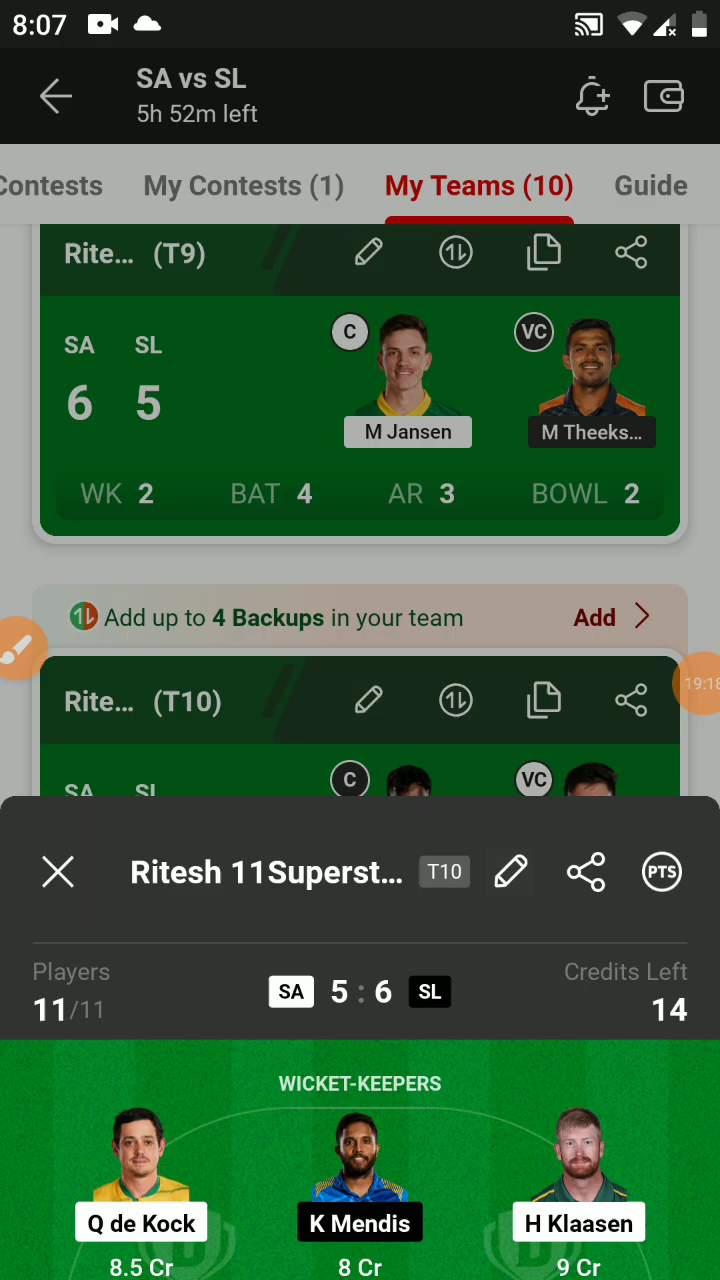 8:07
SA vs SL
5h 52m left
Contests My Contests (1) My Teams (10) Guide
Rite... (T9)
SA SL
6 5
C VC
M Jansen M Theeks...
WK 2 BAT 4 AR 3 BOWL 2
Add up to 4 Backups in your team Add
19:18
Rite... (T10)
SA SL
C VC
Ritesh 11Superst... T10 PTS
Players Credits Left
11/11 SA 5 : 6 SL 14
WICKET-KEEPERS
Q de Kock K Mendis H Klaasen
8.5 Cr 8 Cr 9 Cr